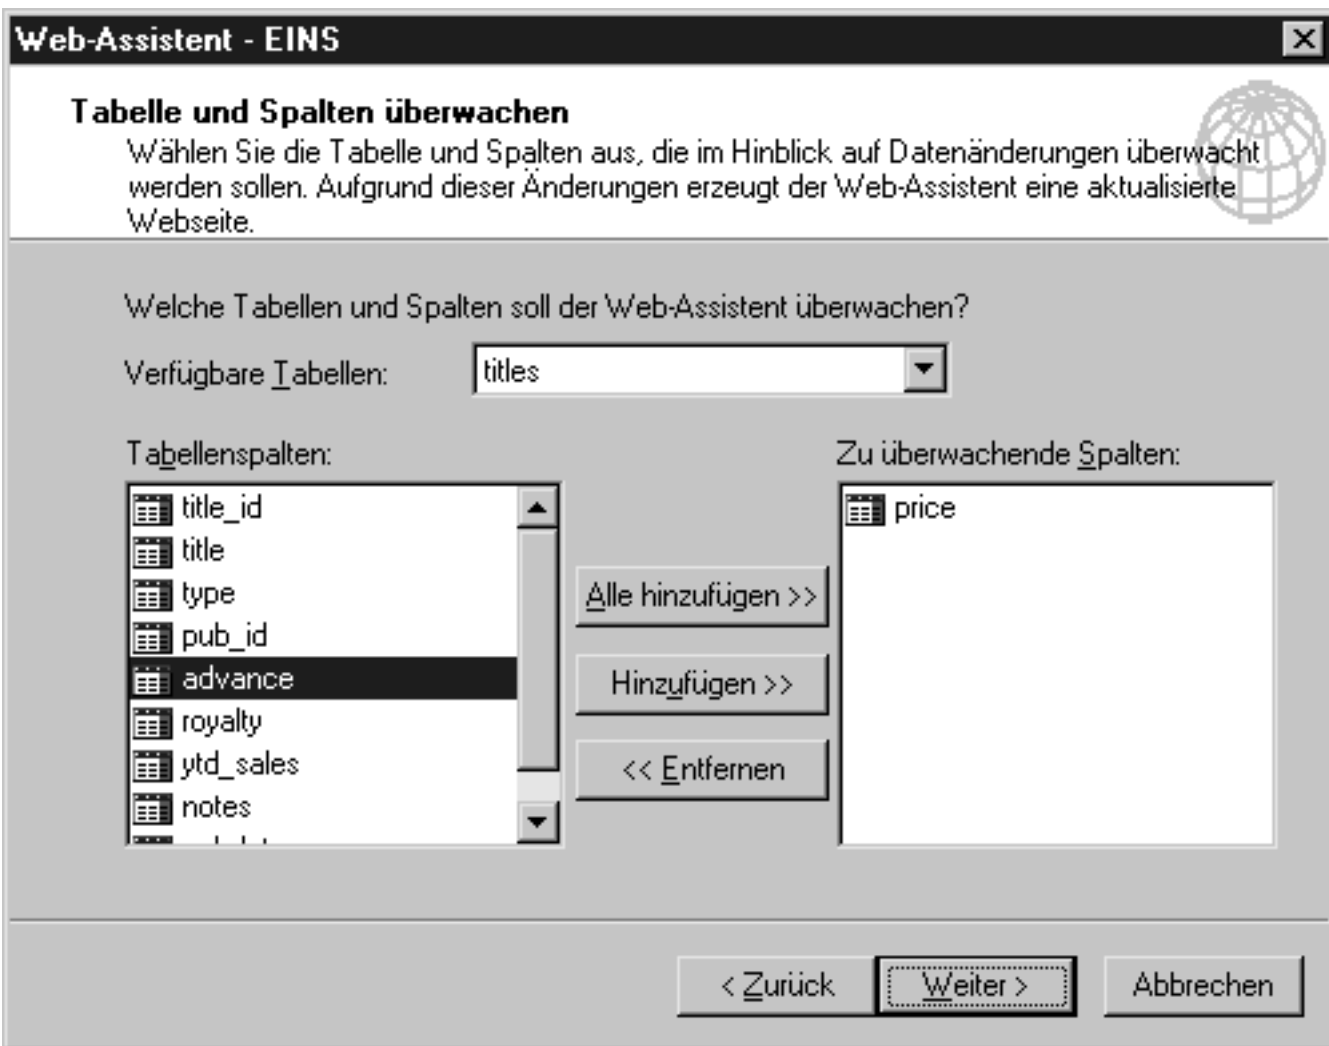 Web-Assistent - EINS
Tabelle und Spalten überwachen
Wählen Sie die Tabelle und Spalten aus, die im Hinblick auf Datenänderungen überwacht
werden sollen. Aufgrund dieser Änderungen erzeugt der Web-Assistent eine aktualisierte
Webseite.
Welche Tabellen und Spalten soll der Web-Assistent überwachen?
Verfügbare Tabellen:
titles
Tabellenspalten:
title_id
title
type
pub_id
advance
royalty
ytd_sales
notes
Alle hinzufügen >>
Hinzufügen >>
<< Entfernen
Zu überwachende Spalten:
price
< Zurück
Weiter >
Abbrechen